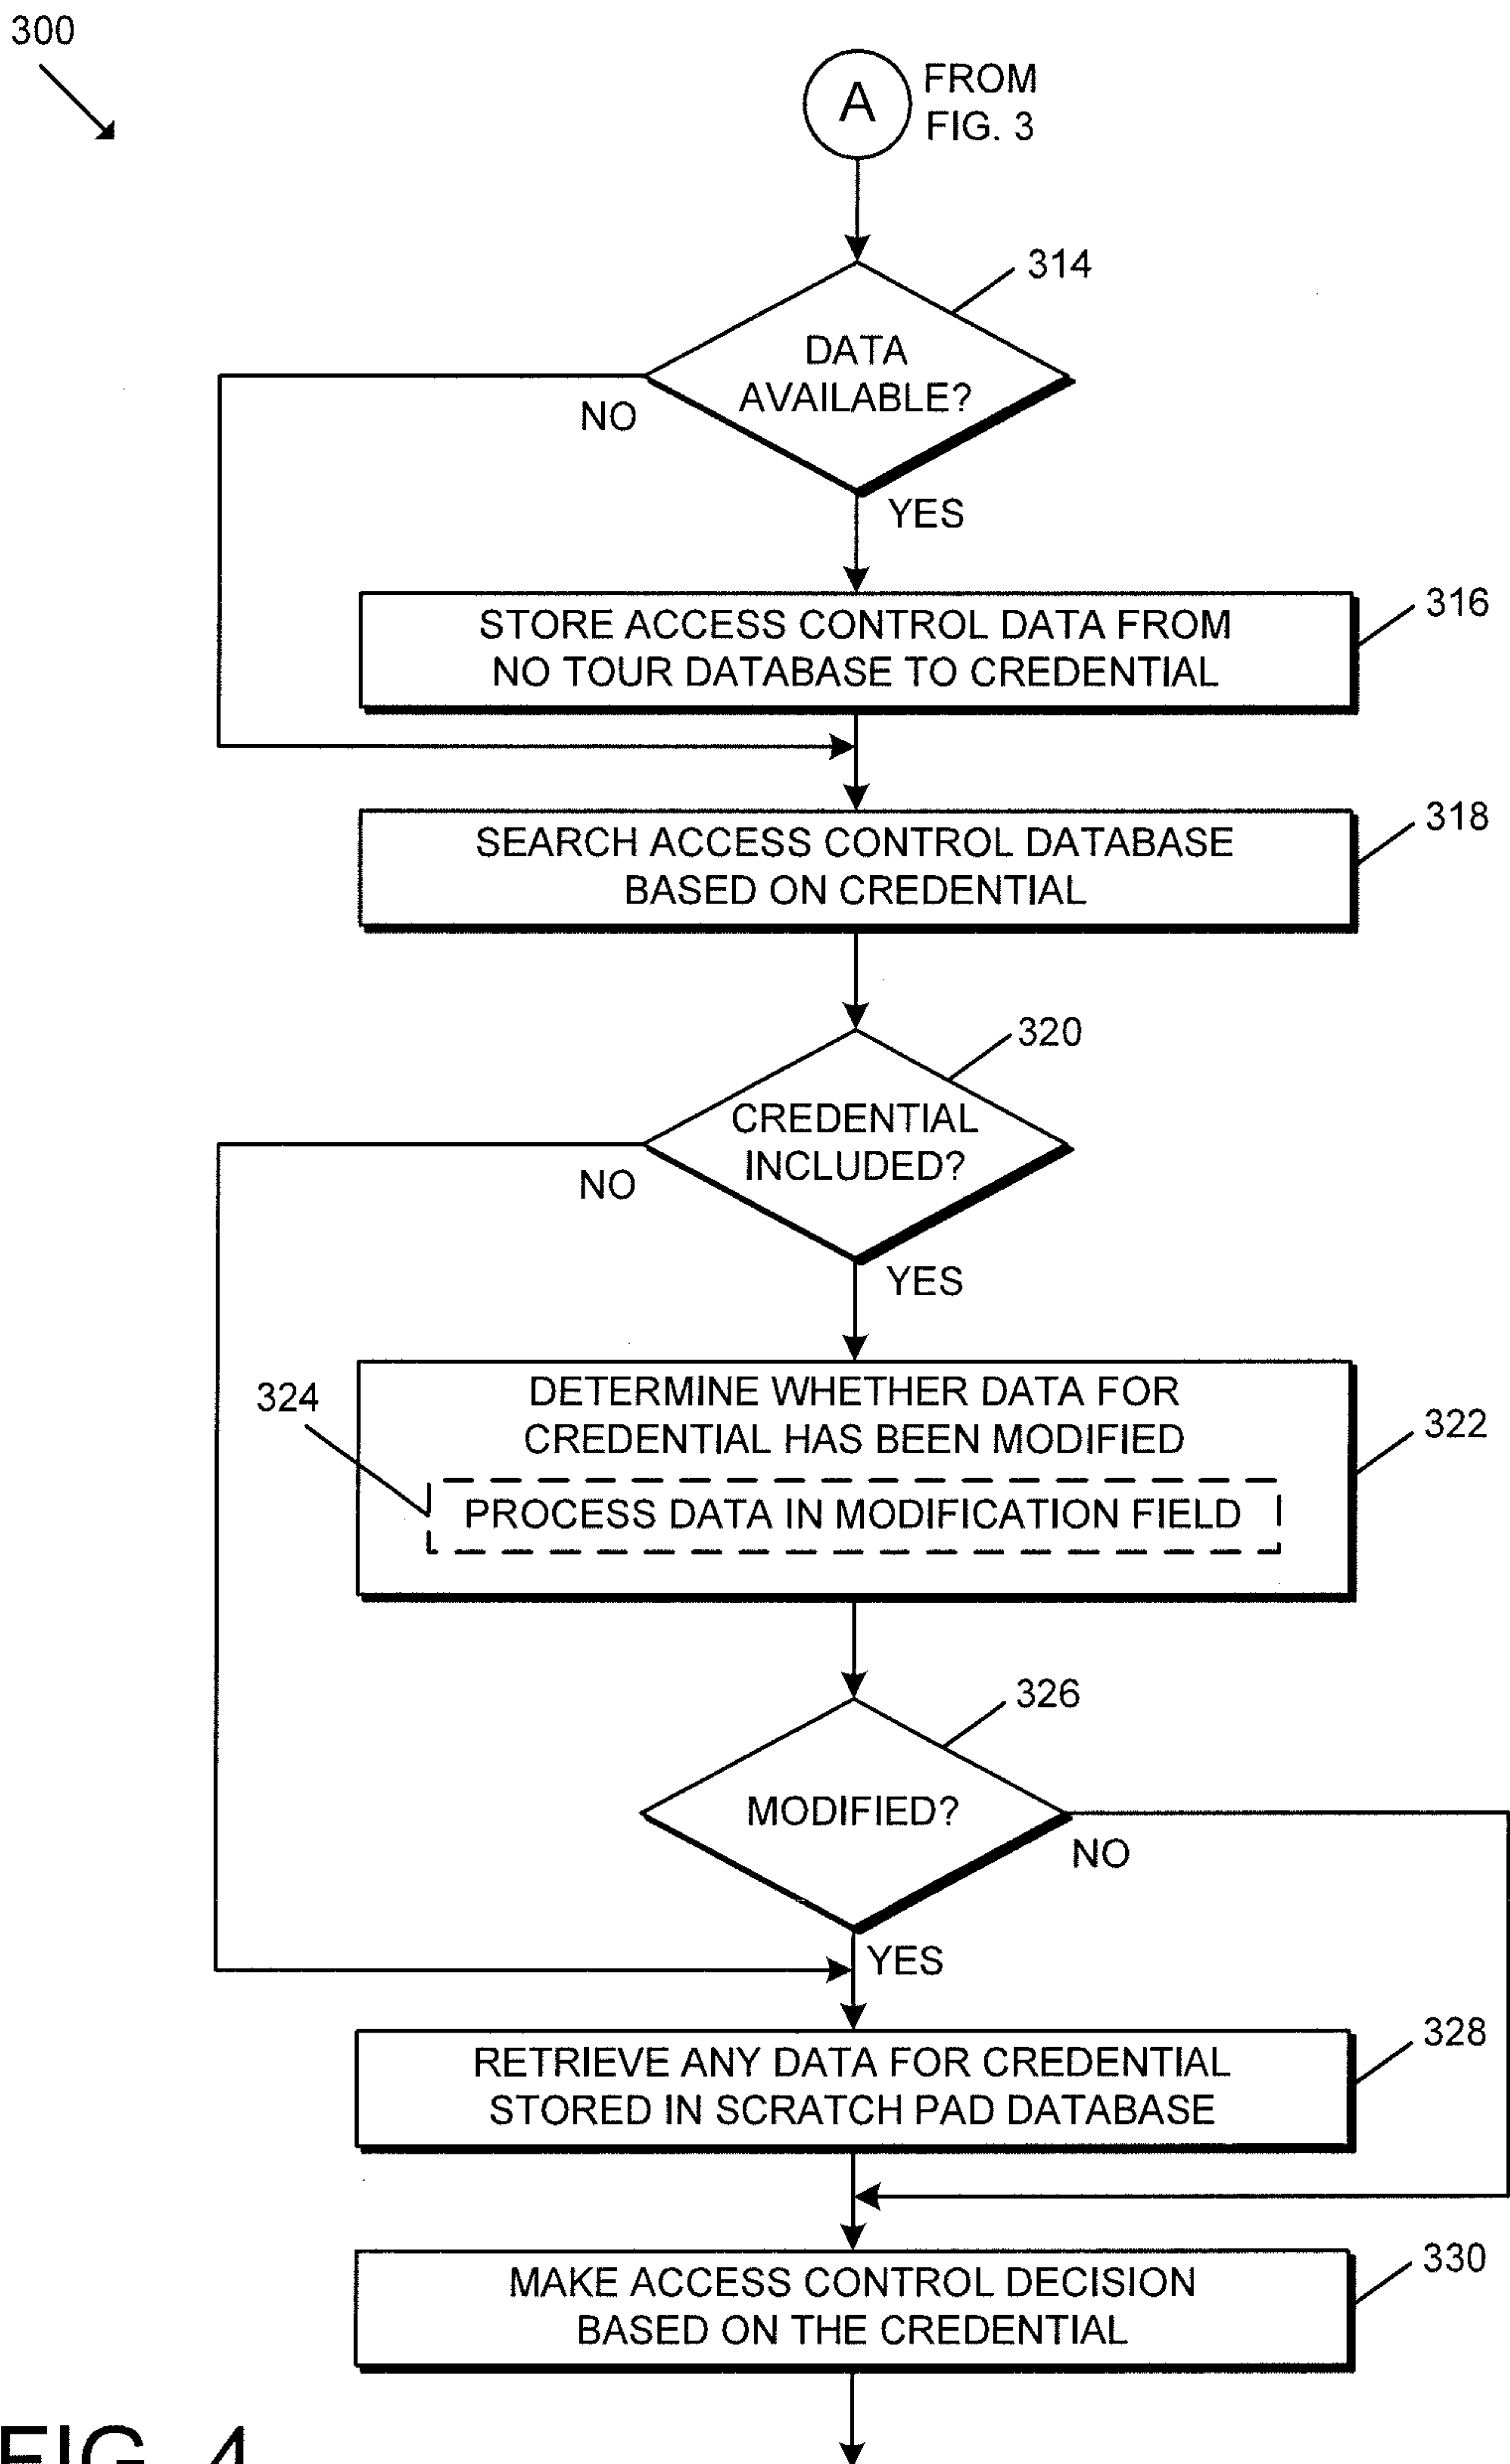 300
A
FROM
FIG. 3
314
DATA
AVAILABLE?
NO
YES
316
STORE ACCESS CONTROL DATA FROM
NO TOUR DATABASE TO CREDENTIAL
318
SEARCH ACCESS CONTROL DATABASE
BASED ON CREDENTIAL
320
CREDENTIAL
INCLUDED?
NO
YES
324
DETERMINE WHETHER DATA FOR
CREDENTIAL HAS BEEN MODIFIED
322
PROCESS DATA IN MODIFICATION FIELD
326
MODIFIED?
NO
YES
328
RETRIEVE ANY DATA FOR CREDENTIAL
STORED IN SCRATCH PAD DATABASE
330
MAKE ACCESS CONTROL DECISION
BASED ON THE CREDENTIAL
FIG. 4